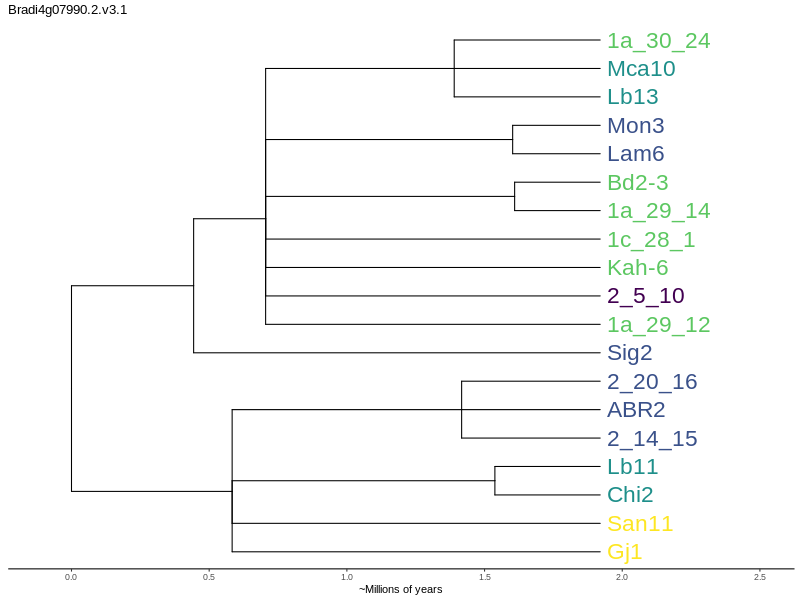 Bradi4g07990.2.v3.1
1a_30_24
Mca10
Lb13
Mon3
Lam6
Bd2-3
1a_29_14
1c_28_1
Kah-6
2_5_10
1a_29_12
Sig2
2_20_16
ABR2
2_14_15
Lb11
Chi2
San11
Gj1
0.0 0.5 1.0 1.5 2.0 2.5
~Millions of years